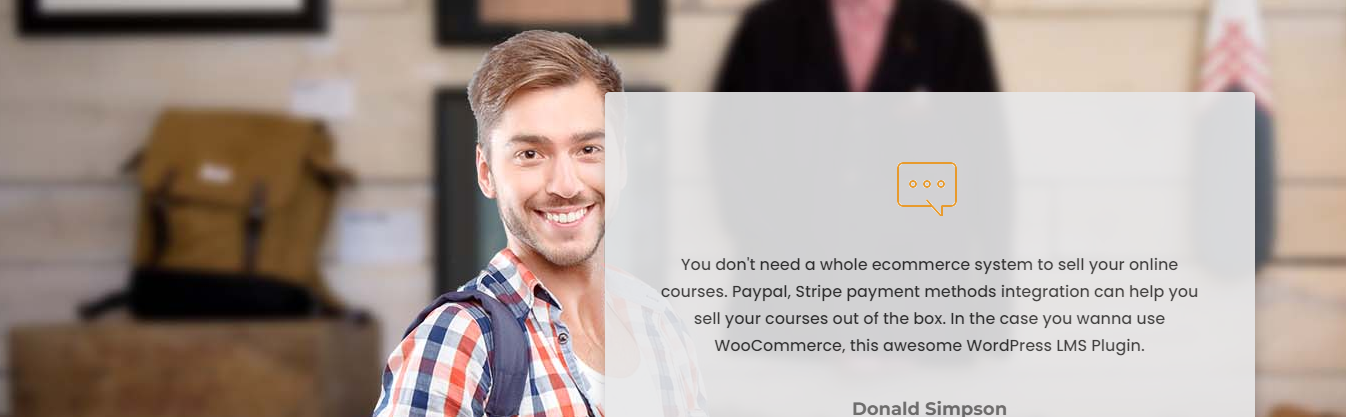 You don't need a whole ecommerce system to sell your online
courses. Paypal, Stripe payment methods integration can help you
sell your courses out of the box. In the case you wanna use
WooCommerce, this awesome WordPress LMS Plugin.
Donald Simpson